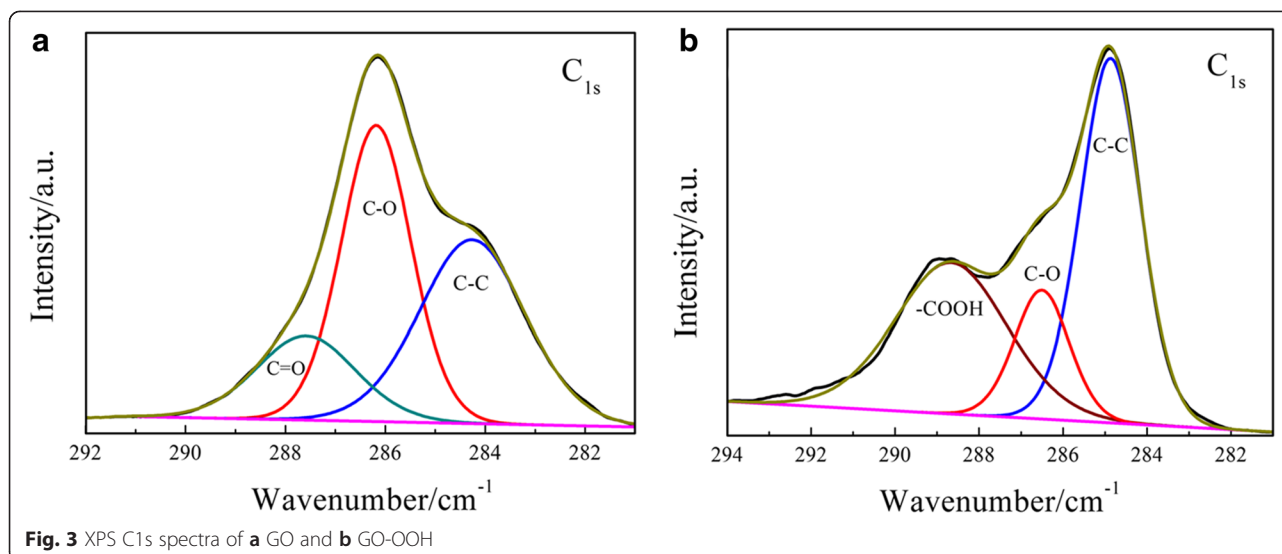 a
C1s
Intensity/a.u.
C-O
C-C
C=O
292 290 288 286 284 282
Wavenumber/cm-1
b
C1s
Intensity/a.u.
C-C
C-O
-COOH
294 292 290 288 286 284 282
Wavenumber/cm-1
Fig. 3 XPS C1s spectra of a GO and b GO-OOH